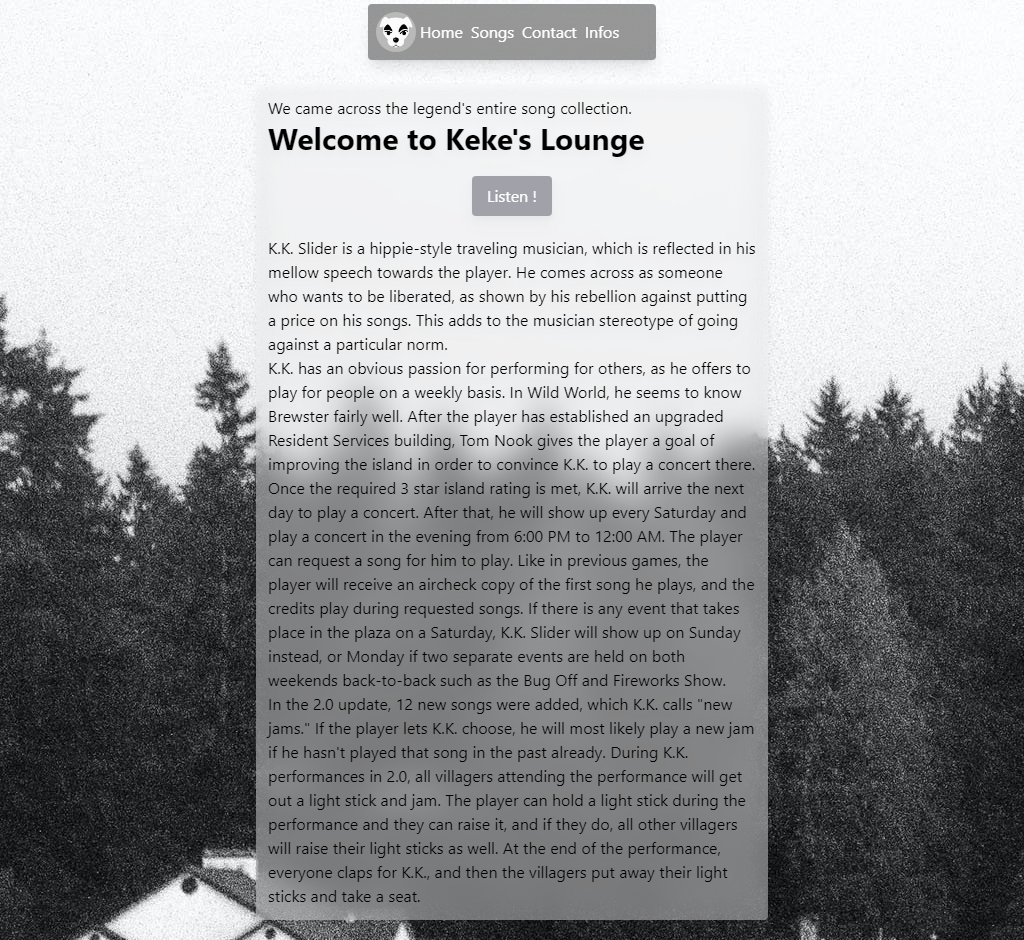 Home Songs Contact Infos
We came across the legend's entire song collection.
Welcome to Keke's Lounge
Listen !
K.K. Slider is a hippie-style traveling musician, which is reflected in his
mellow speech towards the player. He comes across as someone
who wants to be liberated, as shown by his rebellion against putting
a price on his songs. This adds to the musician stereotype of going
against a particular norm.
K.K. has an obvious passion for performing for others, as he offers to
play for people on a weekly basis. In Wild World, he seems to know
Brewster fairly well. After the player has established an upgraded
Resident Services building, Tom Nook gives the player a goal of
improving the island in order to convince K.K. to play a concert there.
Once the required 3 star island rating is met, K.K. will arrive the next
day to play a concert. After that, he will show up every Saturday and
play a concert in the evening from 6:00 PM to 12:00 AM. The player
can request a song for him to play. Like in previous games, the
player will receive an aircheck copy of the first song he plays, and the
credits play during requested songs. If there is any event that takes
place in the plaza on a Saturday, K.K. Slider will show up on Sunday
instead, or Monday if two separate events are held on both
weekends back-to-back such as the Bug Off and Fireworks Show.
In the 2.0 update, 12 new songs were added, which K.K. calls "new
jams." If the player lets K.K. choose, he will most likely play a new jam
if he hasn't played that song in the past already. During K.K.
performances in 2.0, all villagers attending the performance will get
out a light stick and jam. The player can hold a light stick during the
performance and they can raise it, and if they do, all other villagers
will raise their light sticks as well. At the end of the performance,
everyone claps for K.K., and then the villagers put away their light
sticks and take a seat.